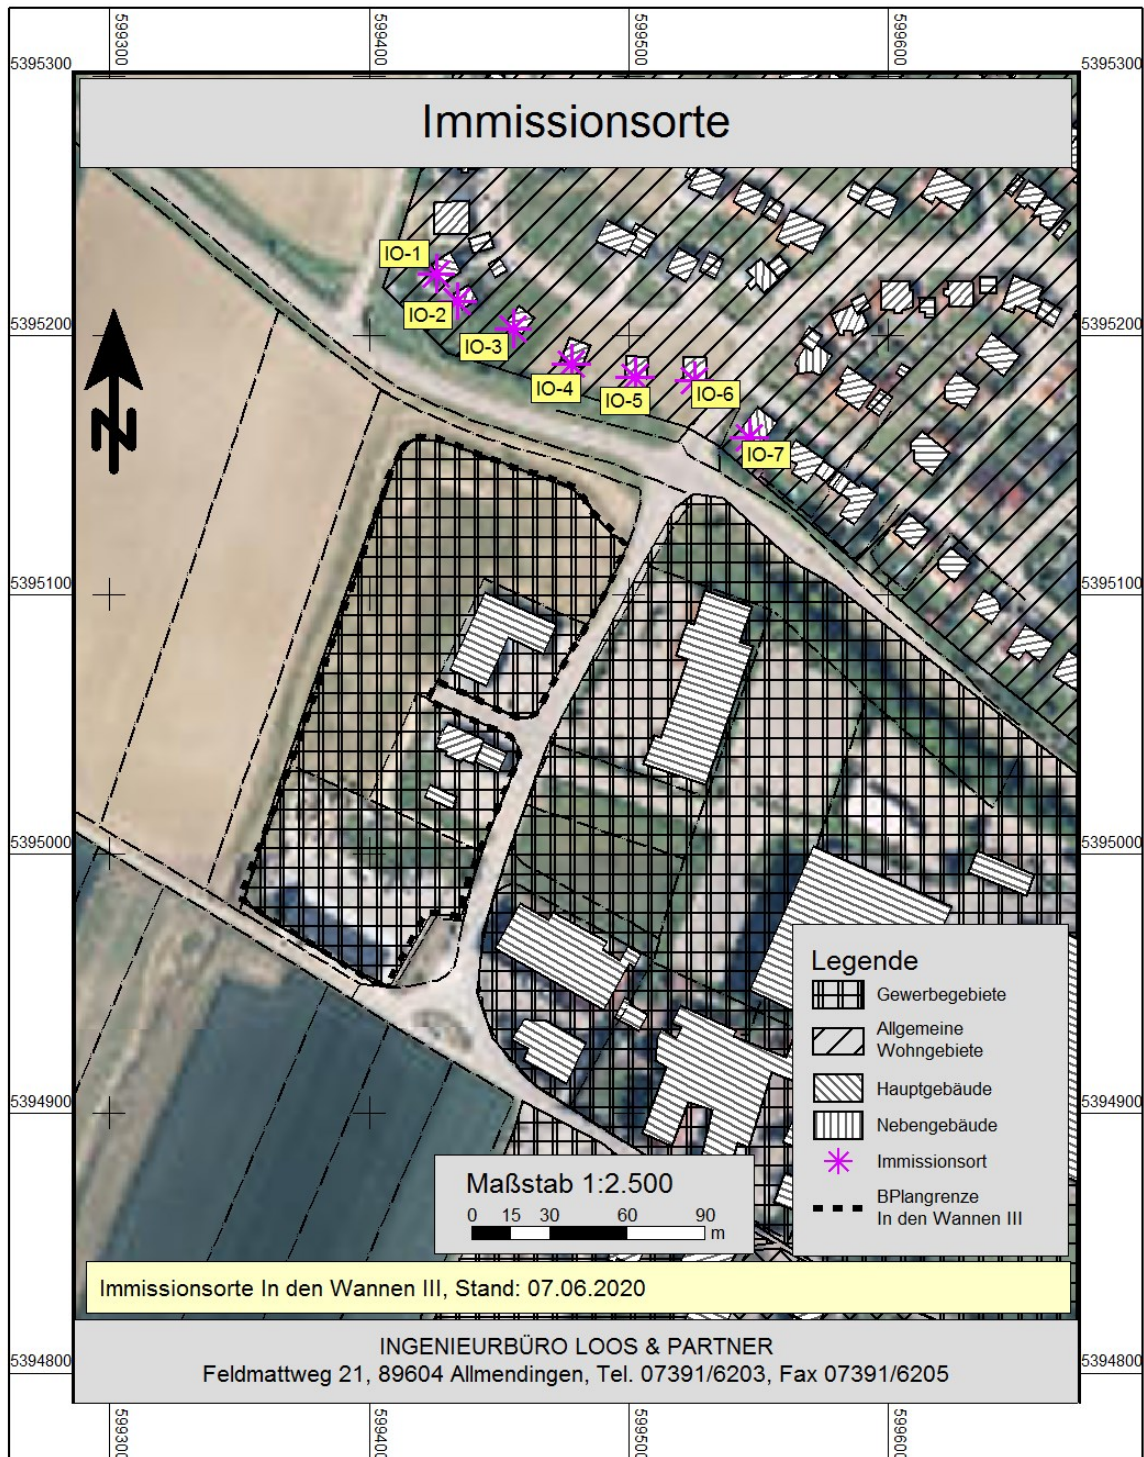 599300 599400 599500 599600
5395300 5395300
Immissionsorte
IO-1
IO-2
IO-3
IO-4
IO-5
IO-6
IO-7
5395200 5395200
N
5395100 5395100
5395000 5395000
5394900 5394900
Legende
Gewerbegebiete
Allgemeine
Wohngebiete
Hauptgebäude
Nebengebäude
Immissionsort
BPlangrenze
In den Wannen III
Maßstab 1:2.500
0 15 30 60 90
m
Immissionsorte In den Wannen III, Stand: 07.06.2020
INGENIEURBÜRO LOOS & PARTNER
Feldmattweg 21, 89604 Allmendingen, Tel. 07391/6203, Fax 07391/6205
5394800 5394800
599300 599400 599500 599600